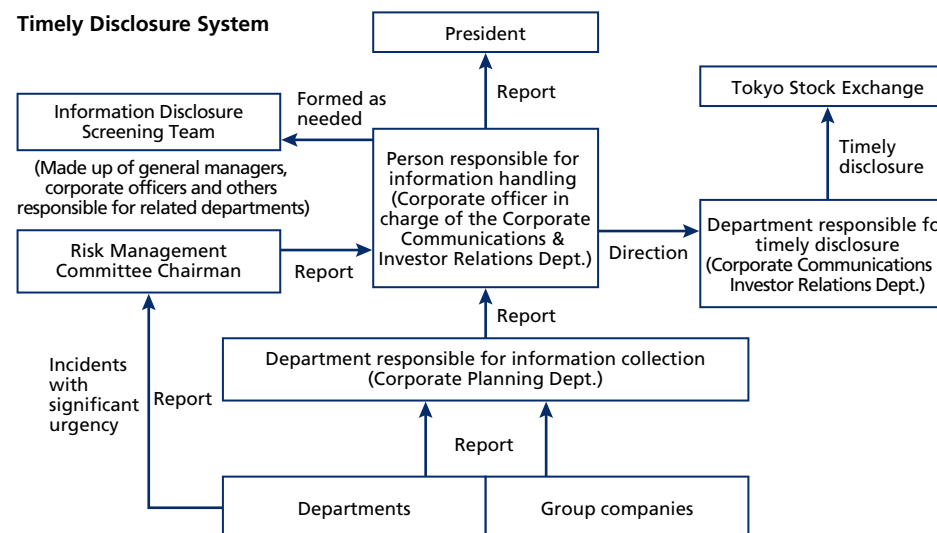 Timely Disclosure System
President
Report
Tokyo Stock Exchange
Timely
disclosure
Information Disclosure
Screening Team
Formed as
needed
(Made up of general managers,
corporate officers and others
responsible for related departments)
Person responsible for
information handling
(Corporate officer in
charge of the Corporate
Communications &
Investor Relations Dept.)
Risk Management
Committee Chairman
Report
Direction
Department responsible
timely disclosure
(Corporate Communications
Investor Relations Dept.)
Report
Department responsible for information collection
(Corporate Planning Dept.)
Incidents
with
significant
urgency
Report
Report
Departments
Group companies